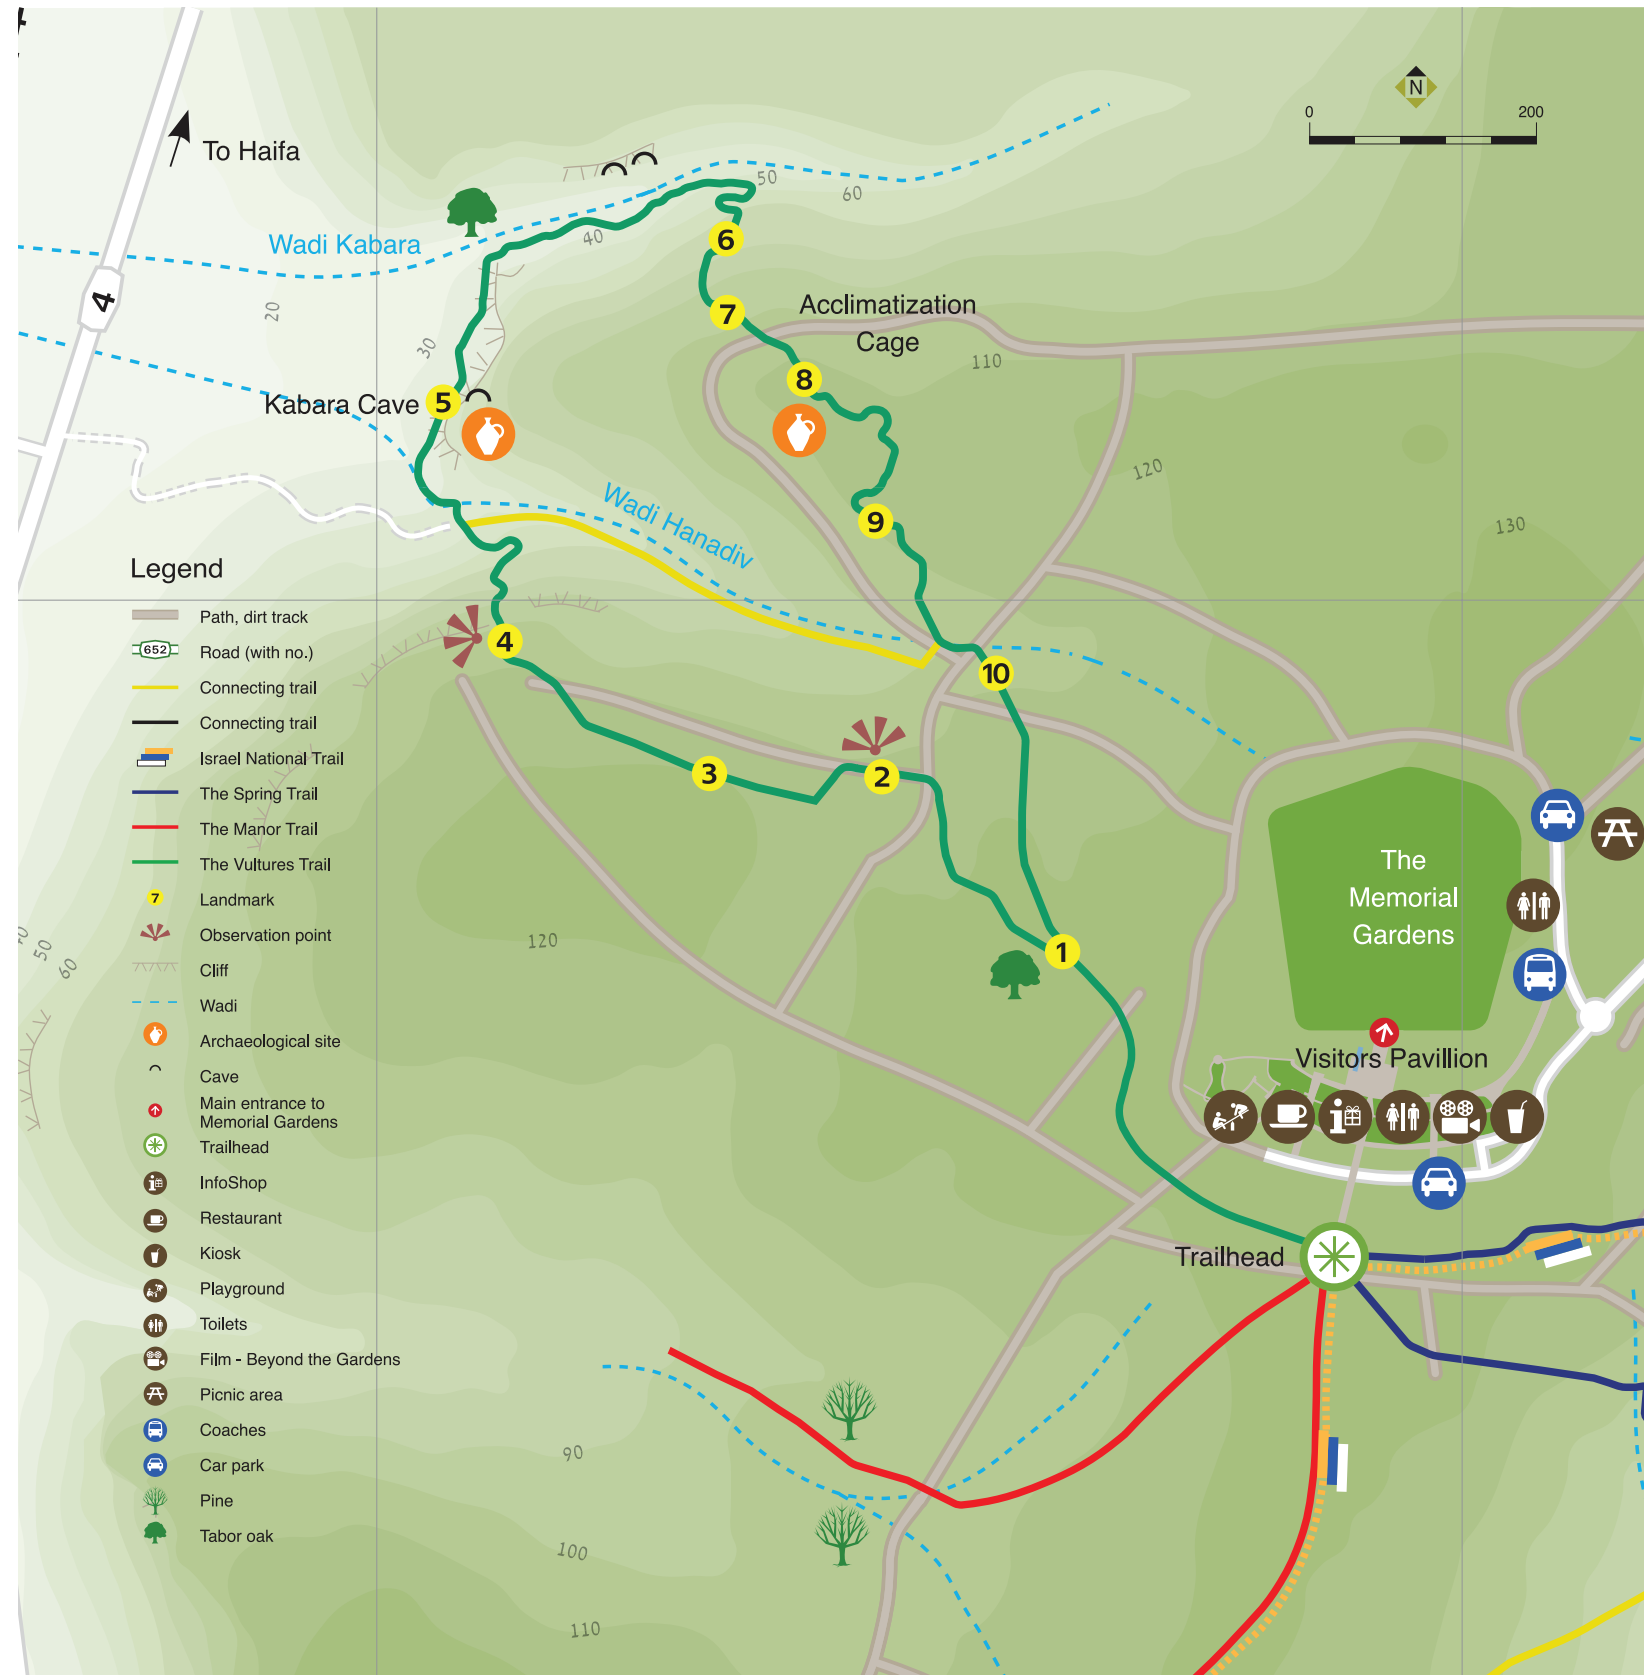 N
0 200
To Haifa
4
Wadi Kabara
50
60
40
20
30
6
7
Acclimatization
Cage
110
8
Kabara Cave
5
120
Wadi Hanadiv
9
130
4
10
3
2
1
120
The
Memorial
Gardens
Visitors Pavillion
Trailhead
50
60
90
100
110
Legend
Path, dirt track
652 Road (with no.)
Connecting trail
Connecting trail
Israel National Trail
The Spring Trail
The Manor Trail
The Vultures Trail
7 Landmark
Observation point
Cliff
Wadi
Archaeological site
Cave
Main entrance to
Memorial Gardens
Trailhead
InfoShop
Restaurant
Kiosk
Playground
Toilets
Film - Beyond the Gardens
Picnic area
Coaches
Car park
Pine
Tabor oak